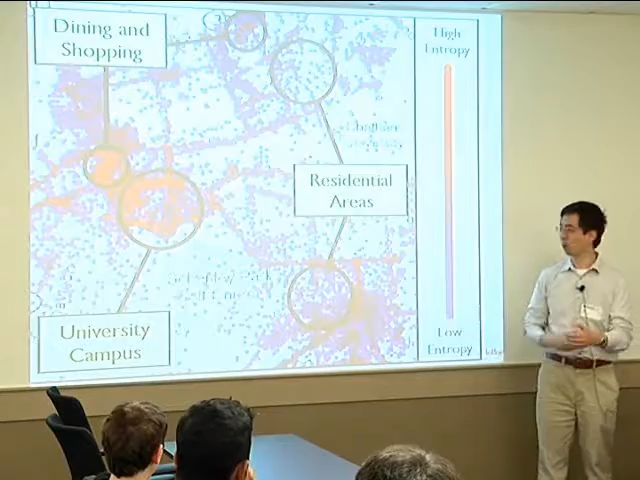 Dining and
Shopping
High
Entropy
Residential
Areas
University
Campus
Low
Entropy